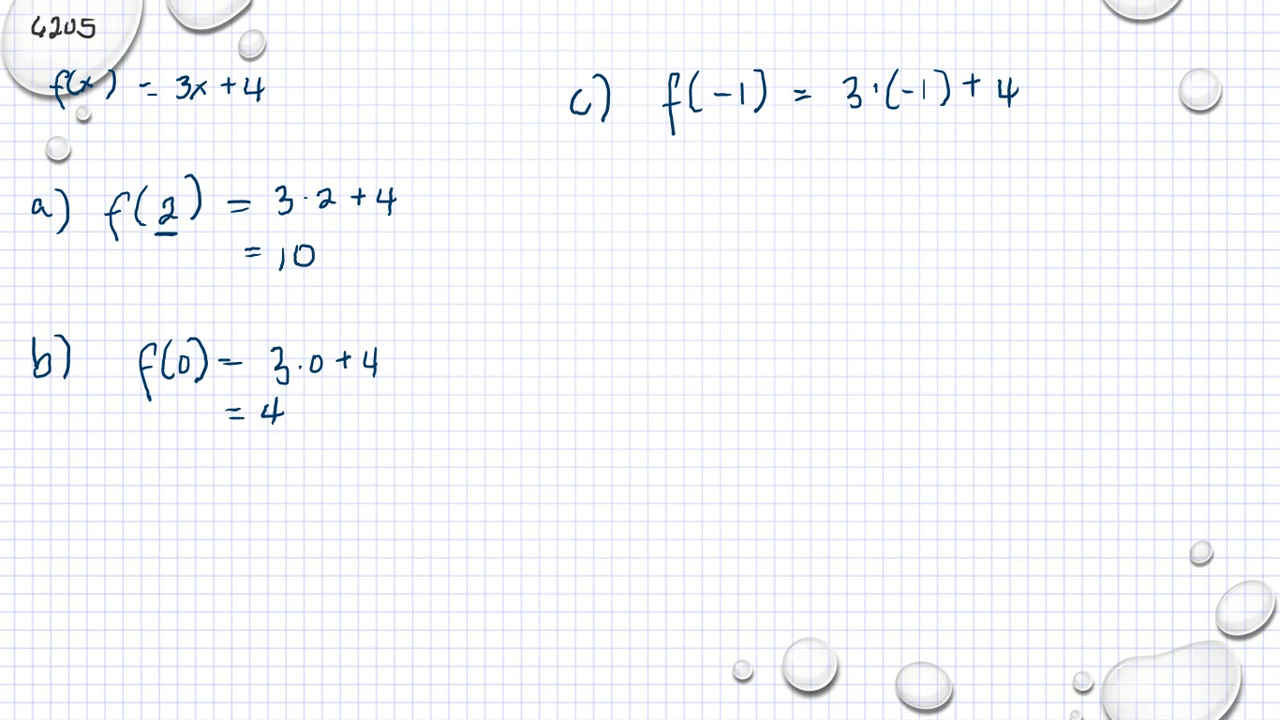 4205
f(x) = 3x + 4
a) f(2) = 3·2 + 4
= 10
b) f(0) = 3·0 + 4
= 4
c) f(-1) = 3·(-1) + 4